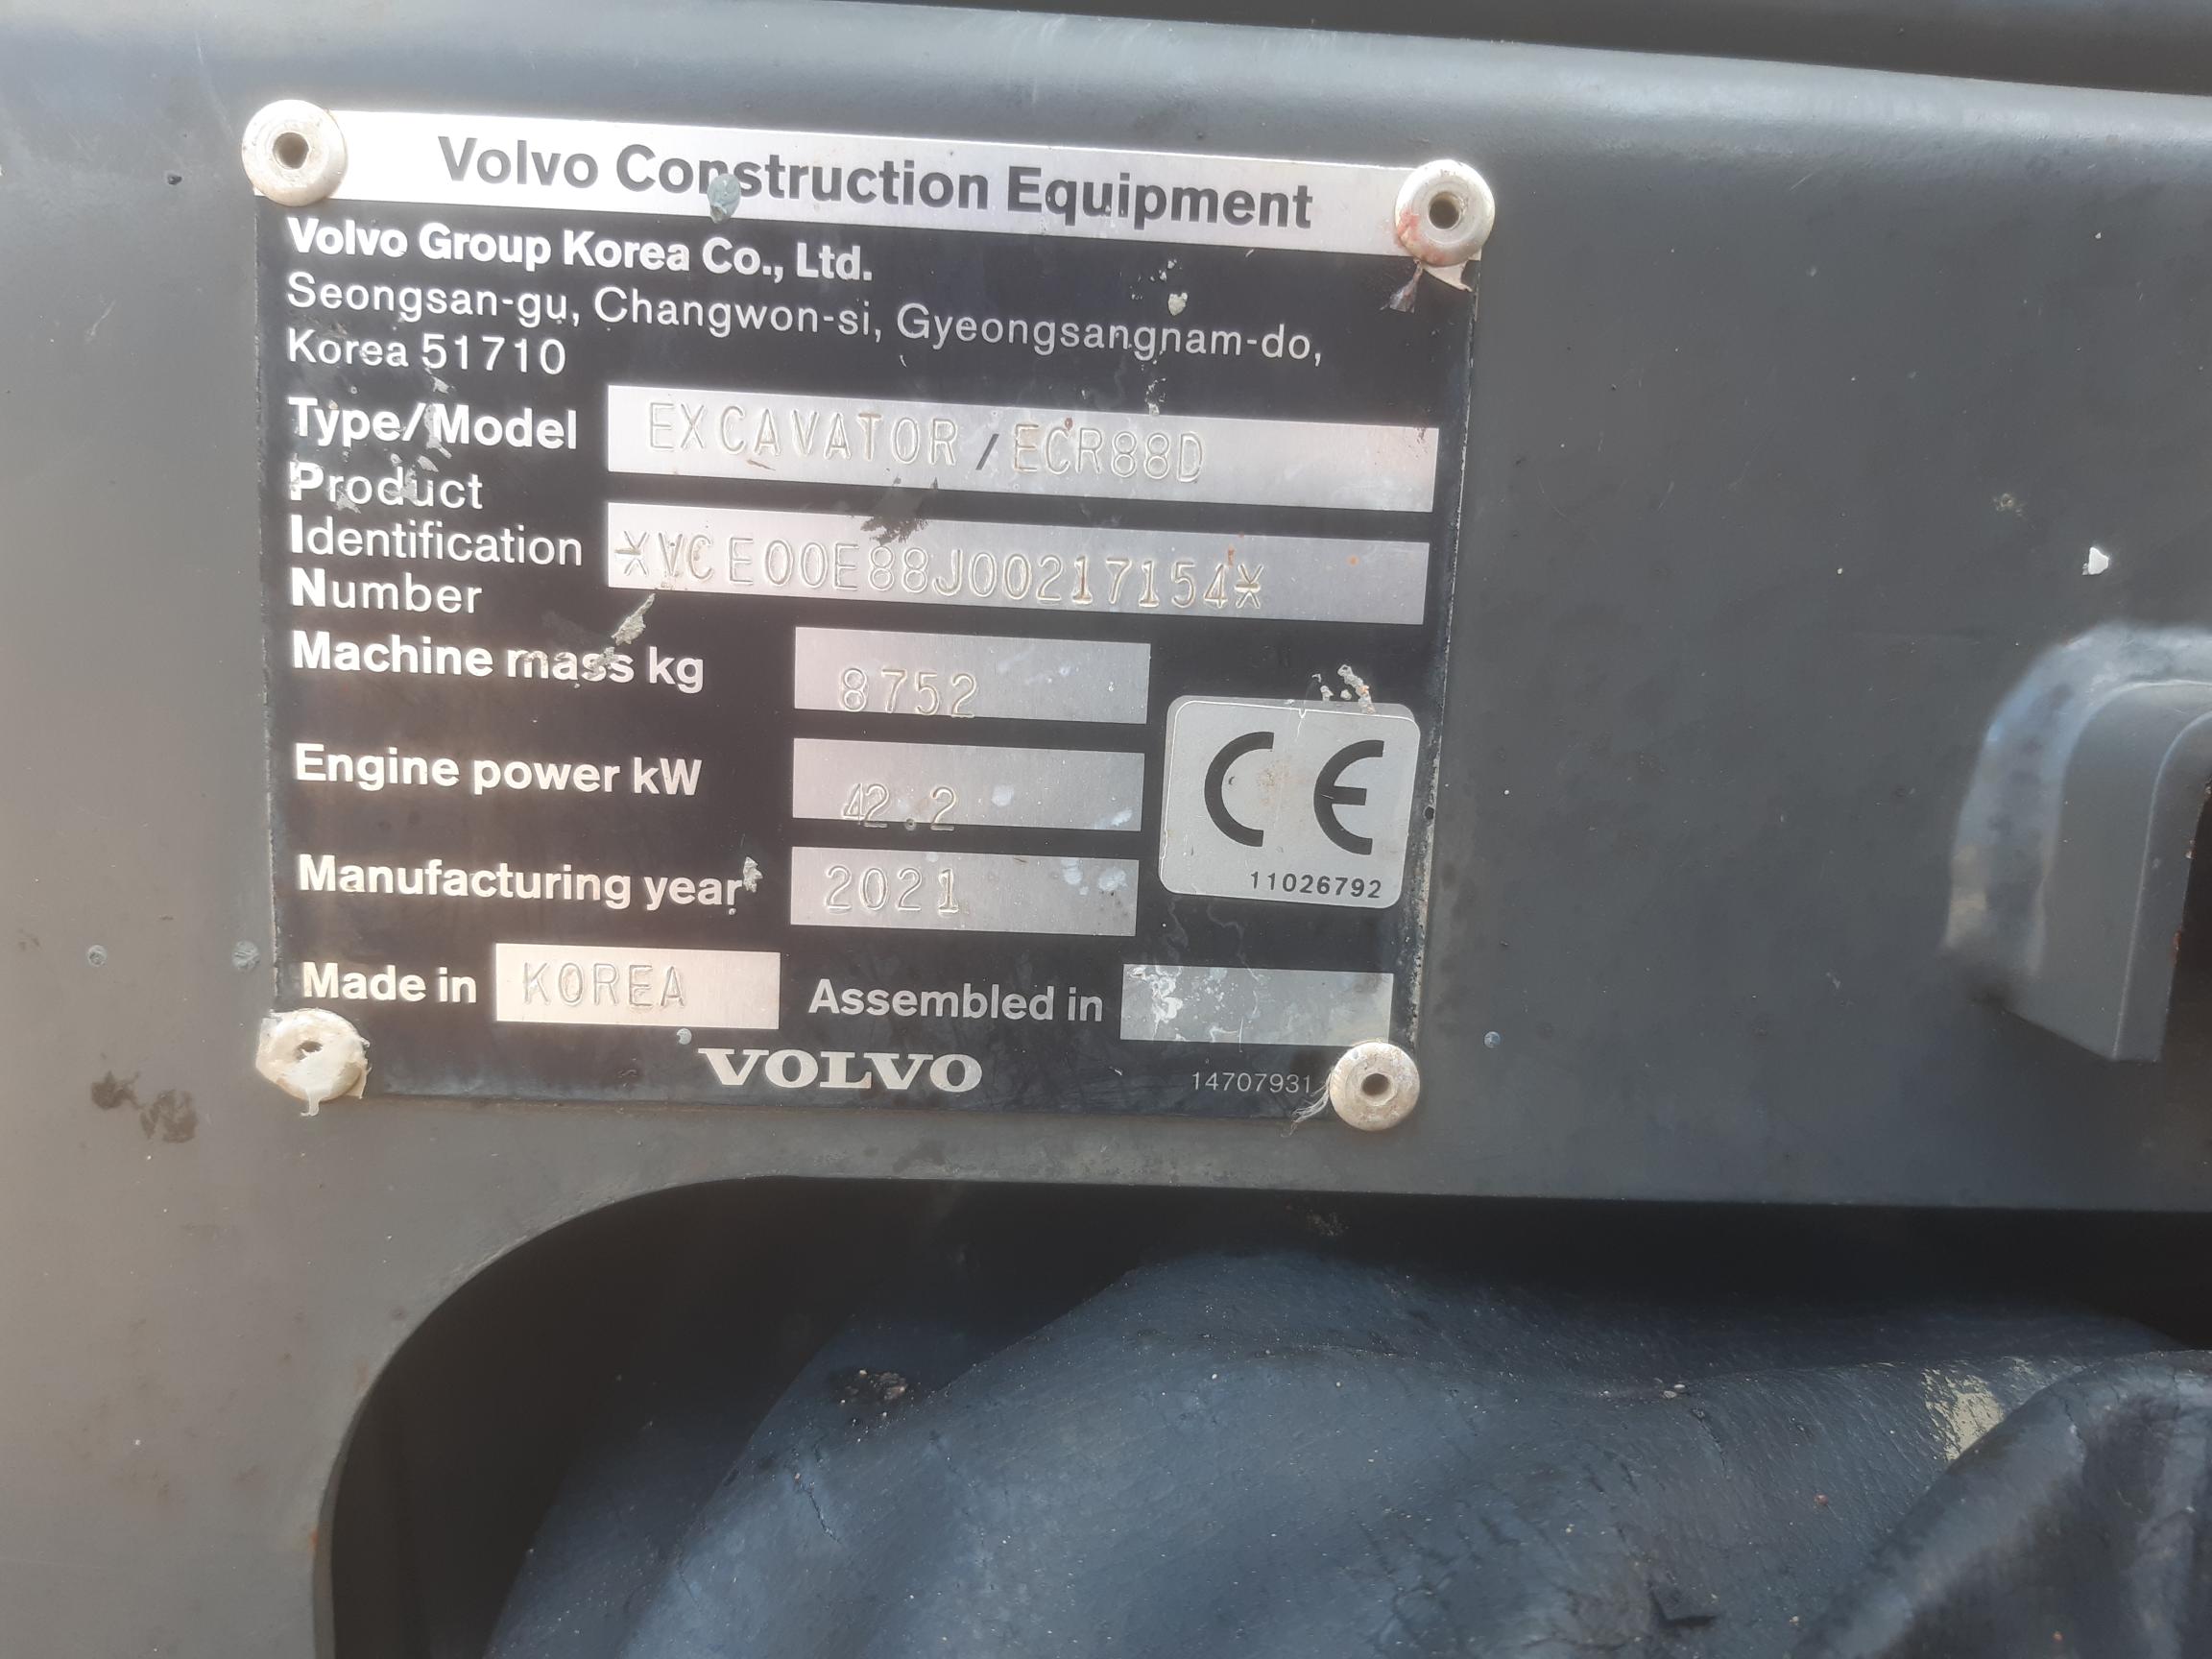 Volvo Construction Equipment
Volvo Group Korea Co., Ltd.
Seongsan-gu, Changwon-si, Gyeongsangnam-do,
Korea 51710
Type/Model EXCAVATOR / ECR88D
Product
Identification *VCE00E88J00217154*
Number
Machine mass kg 8752
Engine power kW 42.2
CE
Manufacturing year 2021
11026792
Made in KOREA Assembled in
VOLVO 14707931